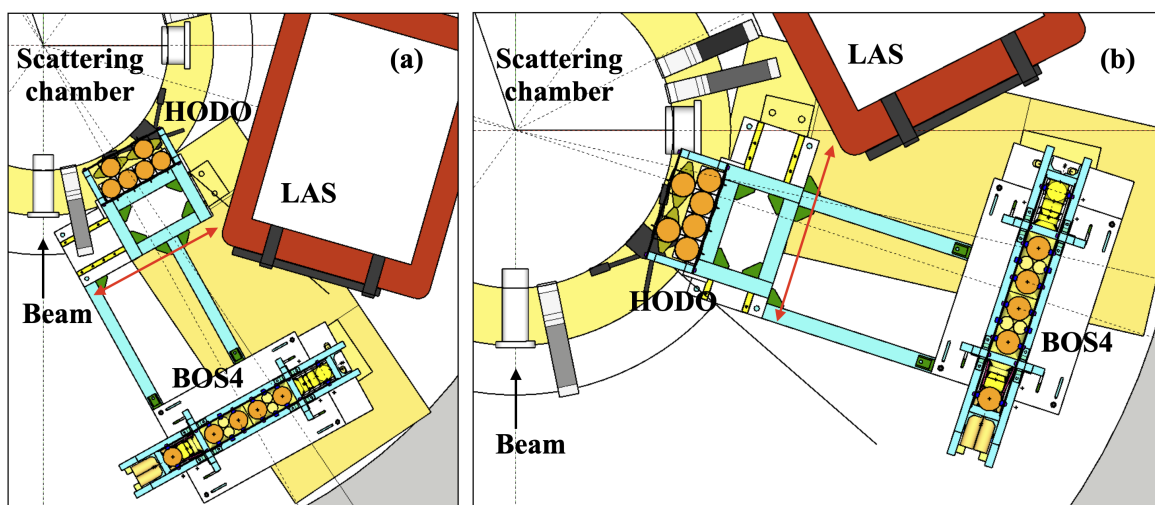 (a)
Scattering
chamber
HODO
LAS
Beam
BOS4
(b)
LAS
Scattering
chamber
HODO
BOS4
Beam